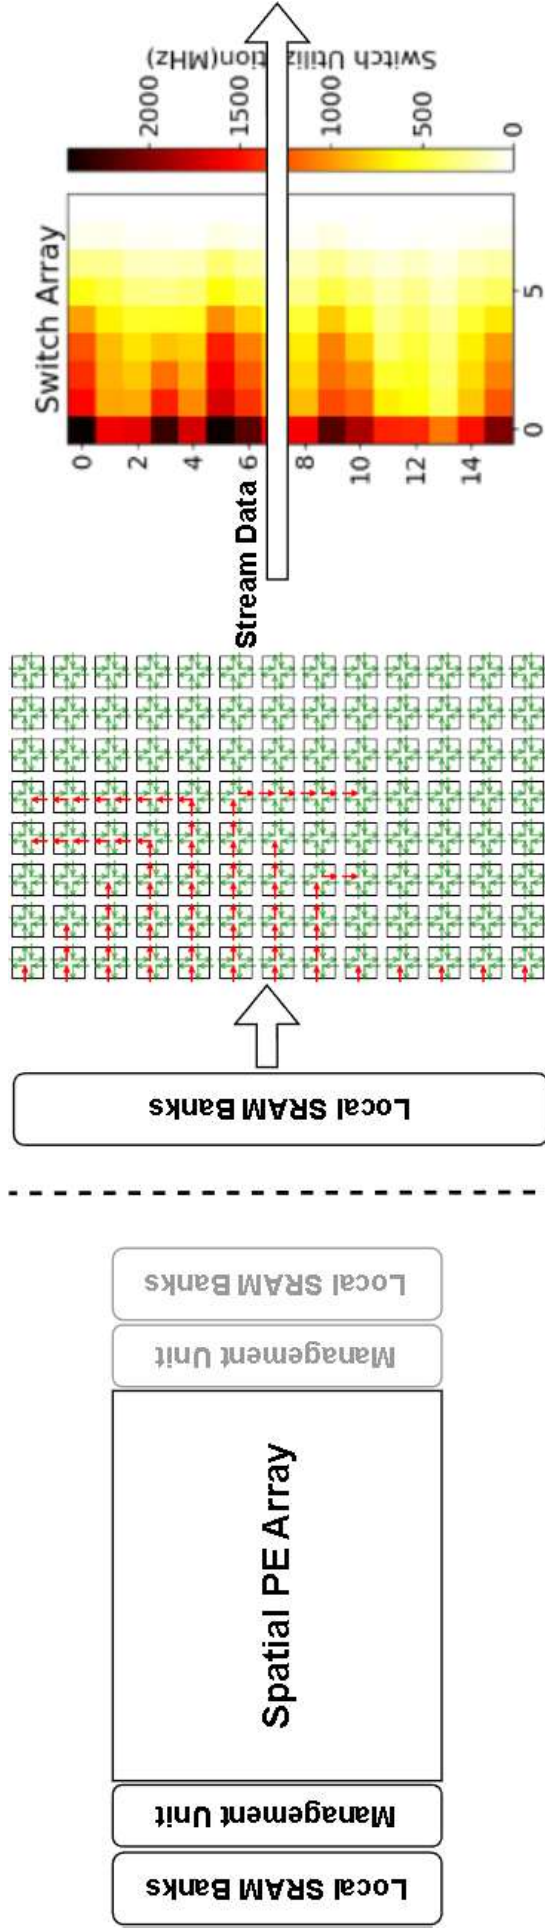 Local SRAM Banks
Management Unit
Spatial PE Array
Management Unit
Local SRAM Banks
Local SRAM Banks
Stream Data
Switch Array
0
2
4
6
8
10
12
14
0
5
2000
1500
1000
500
0
Switch
(MHz)